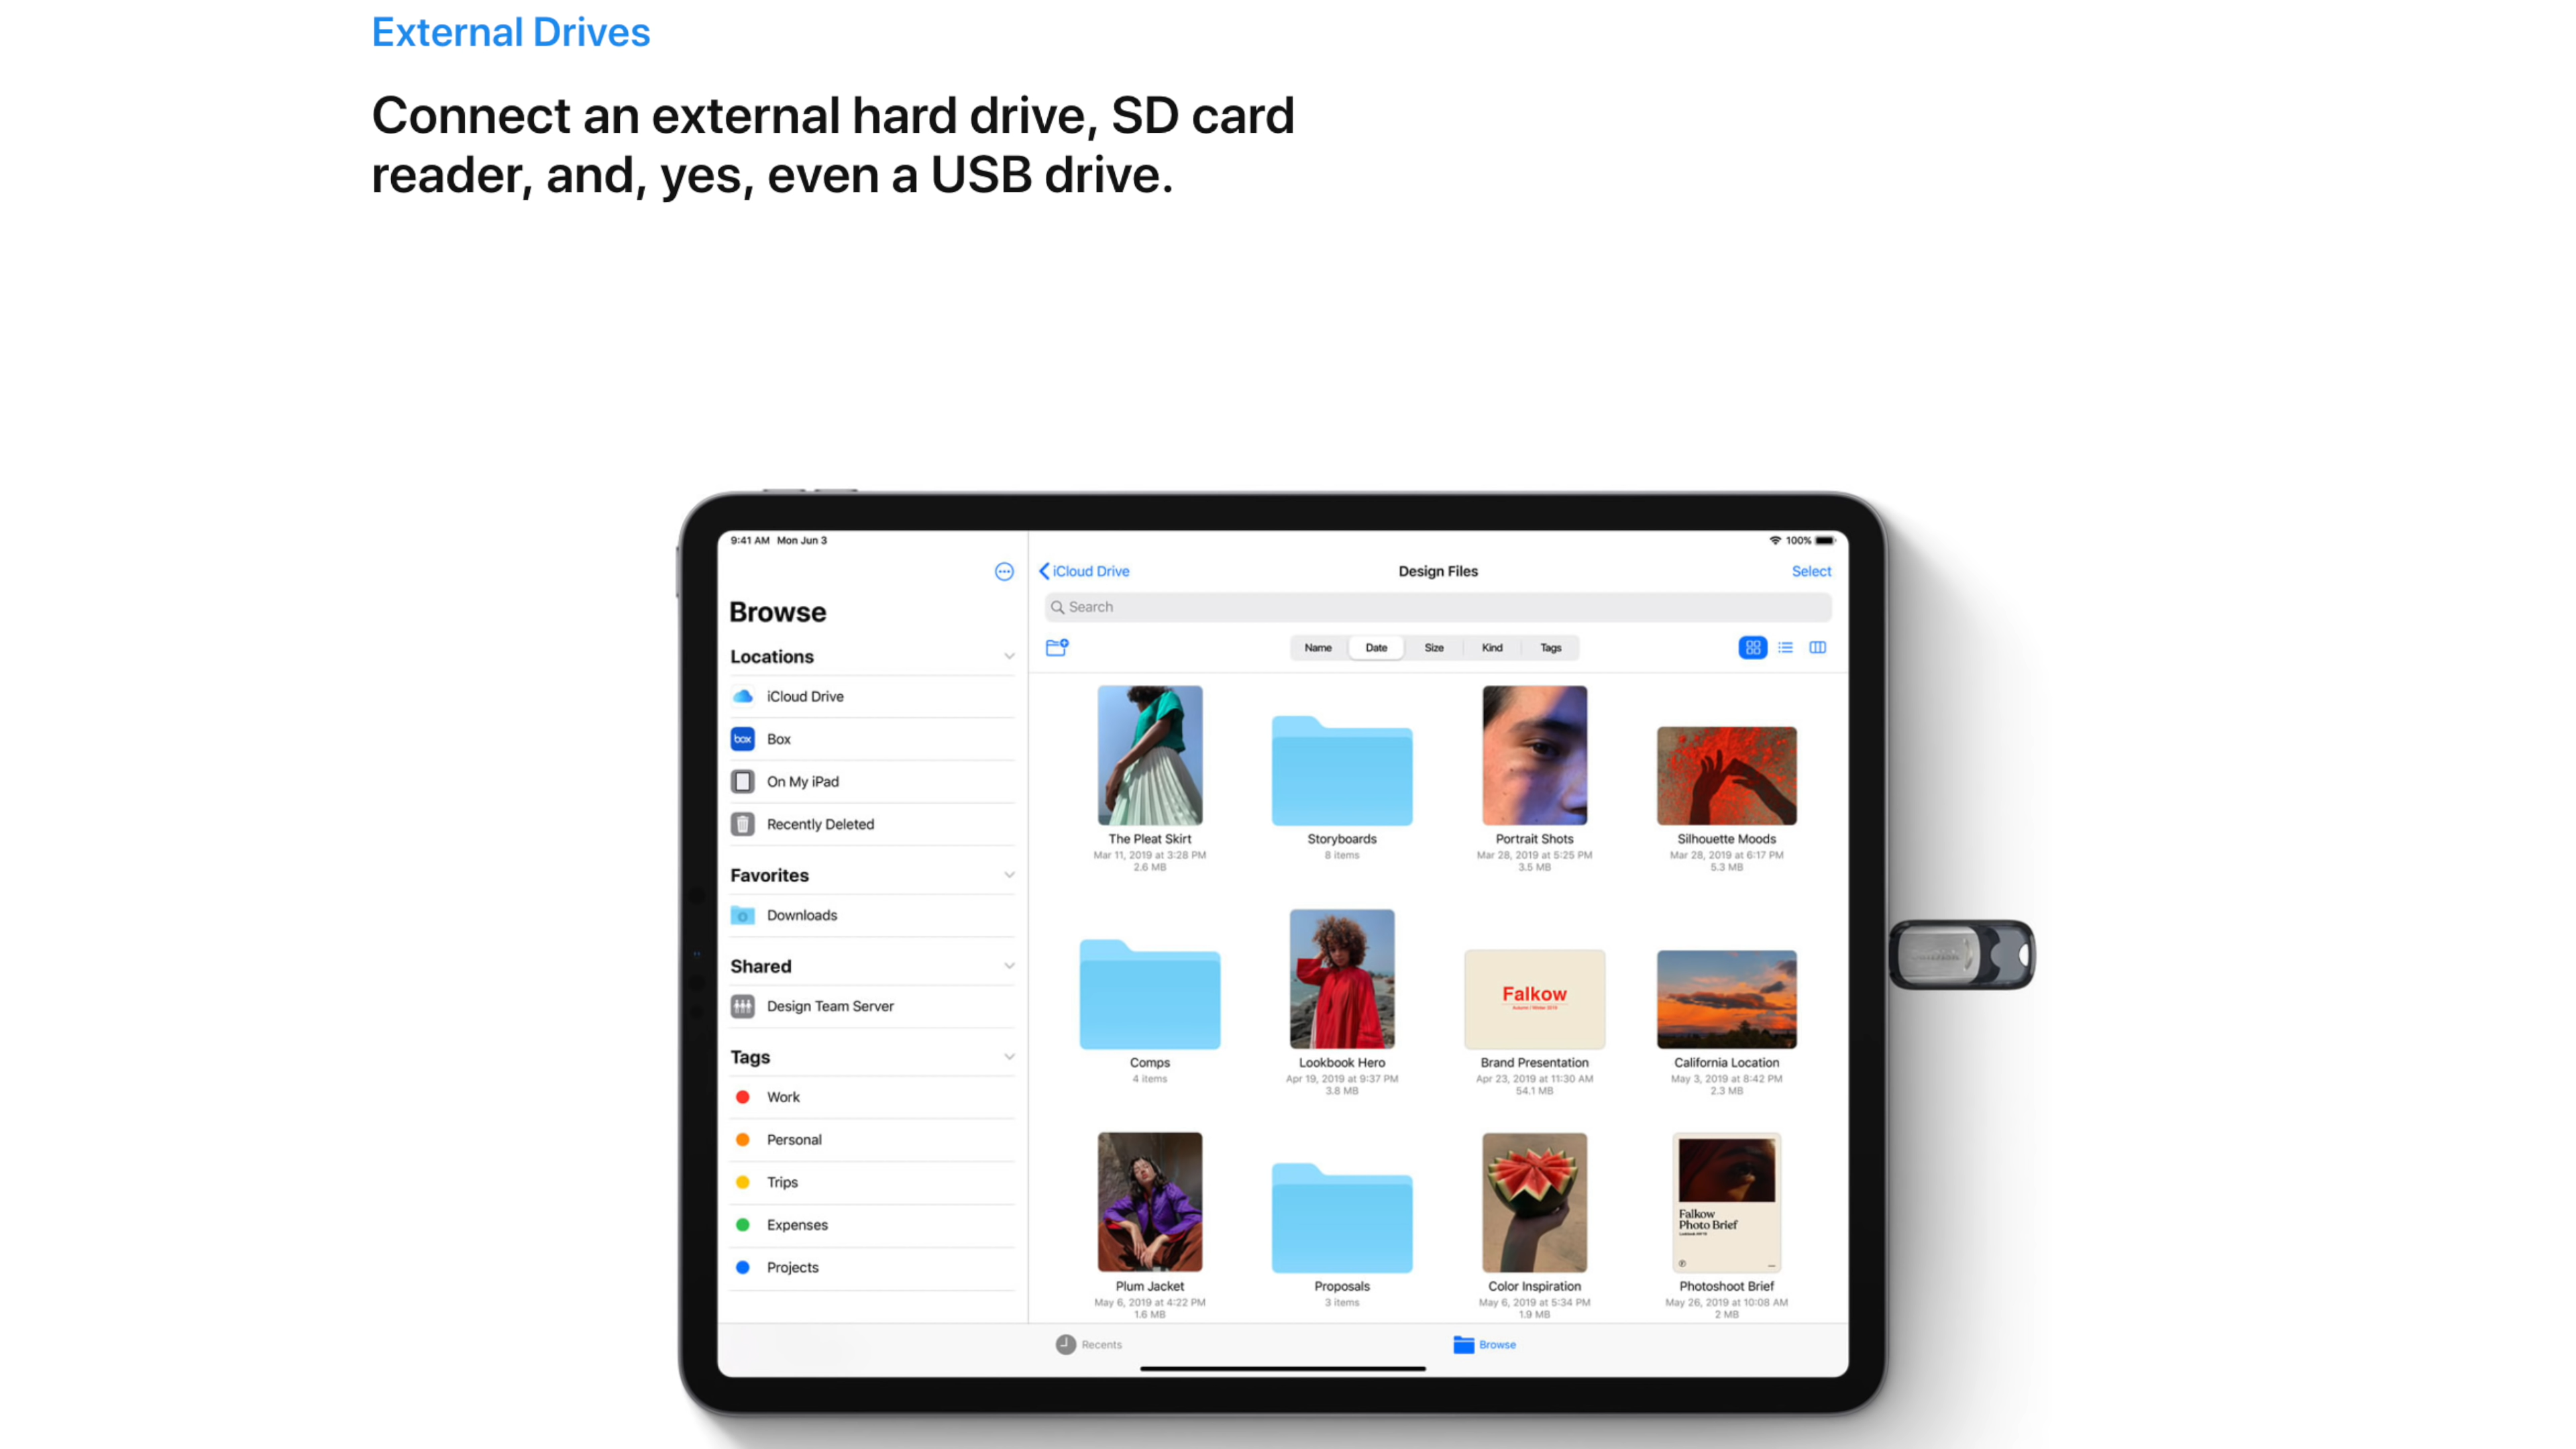 External Drives
Connect an external hard drive, SD card
reader, and, yes, even a USB drive.
9:41 AM Mon Jun 3
100%
Browse
Locations
iCloud Drive
box
Box
On My iPad
Recently Deleted
Favorites
Downloads
Shared
Design Team Server
Tags
Work
Personal
Trips
Expenses
Projects
iCloud Drive
Design Files
Select
Search
Name
Date
Size
Kind
Tags
The Pleat Skirt
Mar 11, 2019 at 3:28 PM
2.6 MB
Storyboards
8 items
Portrait Shots
Mar 28, 2019 at 5:25 PM
3.5 MB
Silhouette Moods
Mar 28, 2019 at 6:17 PM
5.3 MB
Comps
4 items
Lookbook Hero
Apr 19, 2019 at 9:37 PM
3.8 MB
Falkow
Autumn / Winter 2019
Brand Presentation
Apr 23, 2019 at 11:30 AM
54.1 MB
California Location
May 3, 2019 at 8:42 PM
2.3 MB
Plum Jacket
May 6, 2019 at 4:22 PM
1.6 MB
Proposals
3 items
Color Inspiration
May 6, 2019 at 5:34 PM
1.9 MB
Falkow
Photo Brief
Photoshoot Brief
May 26, 2019 at 10:08 AM
2 MB
Recents
Browse